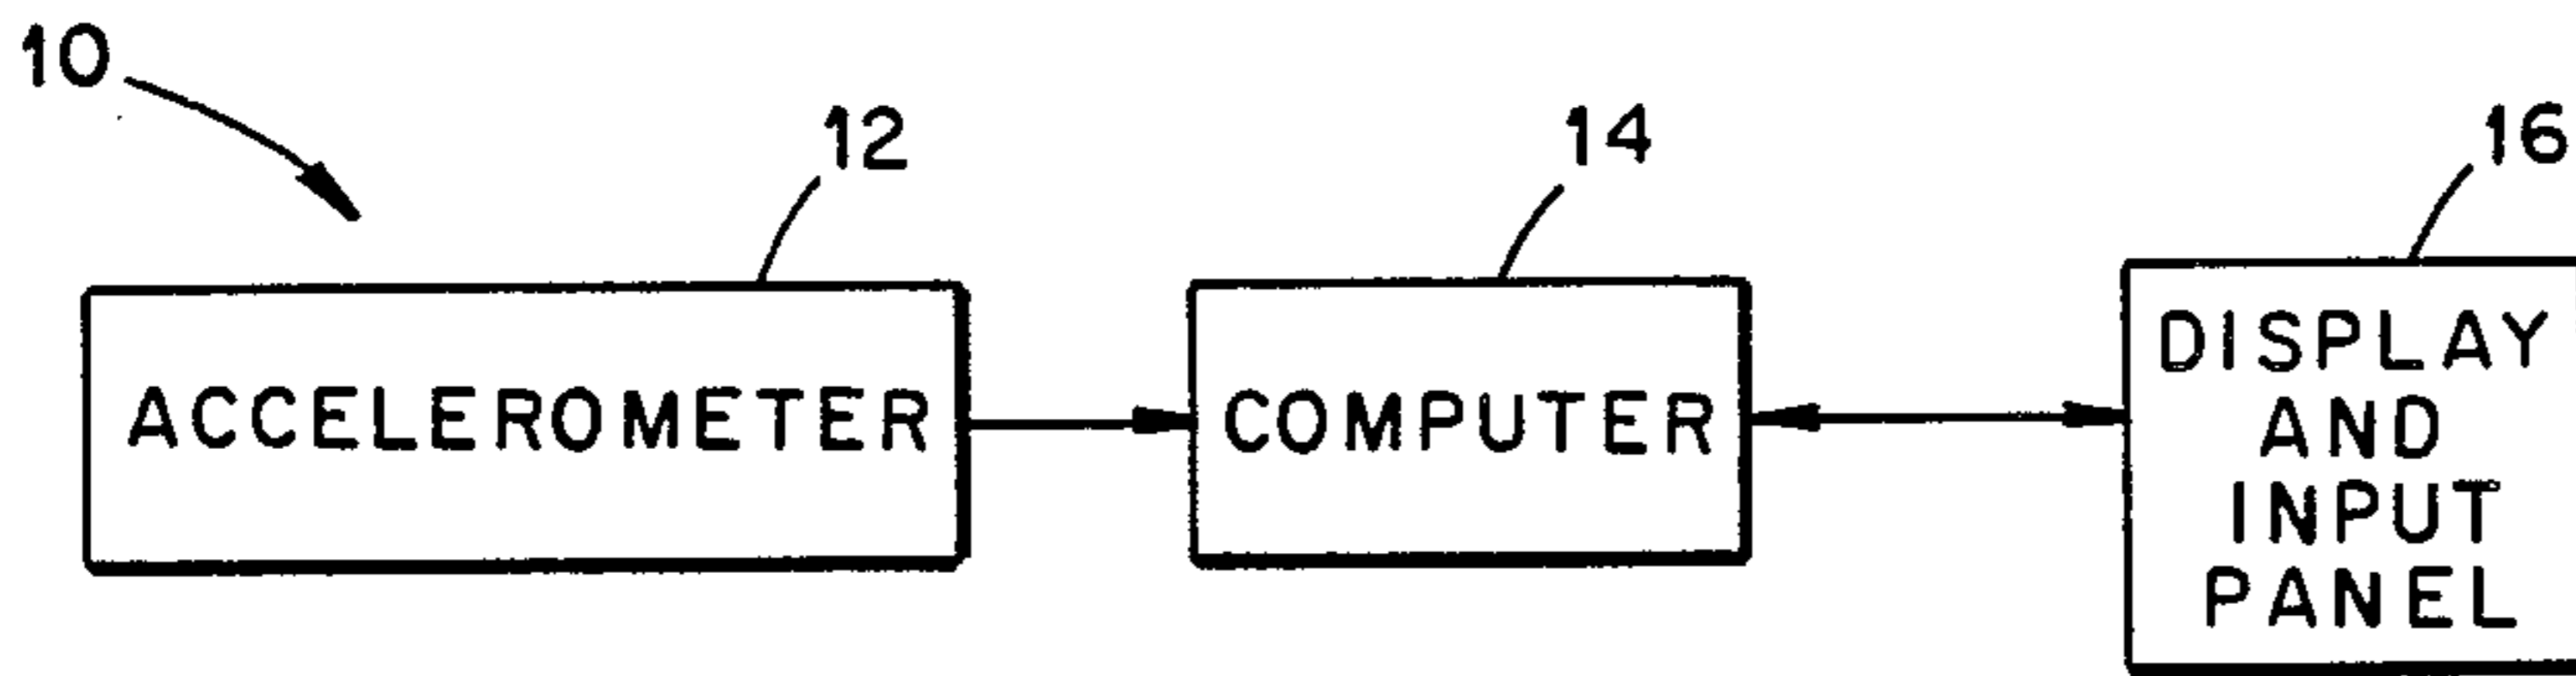 10
12
14
16
ACCELEROMETER
COMPUTER
DISPLAY
AND
INPUT
PANEL